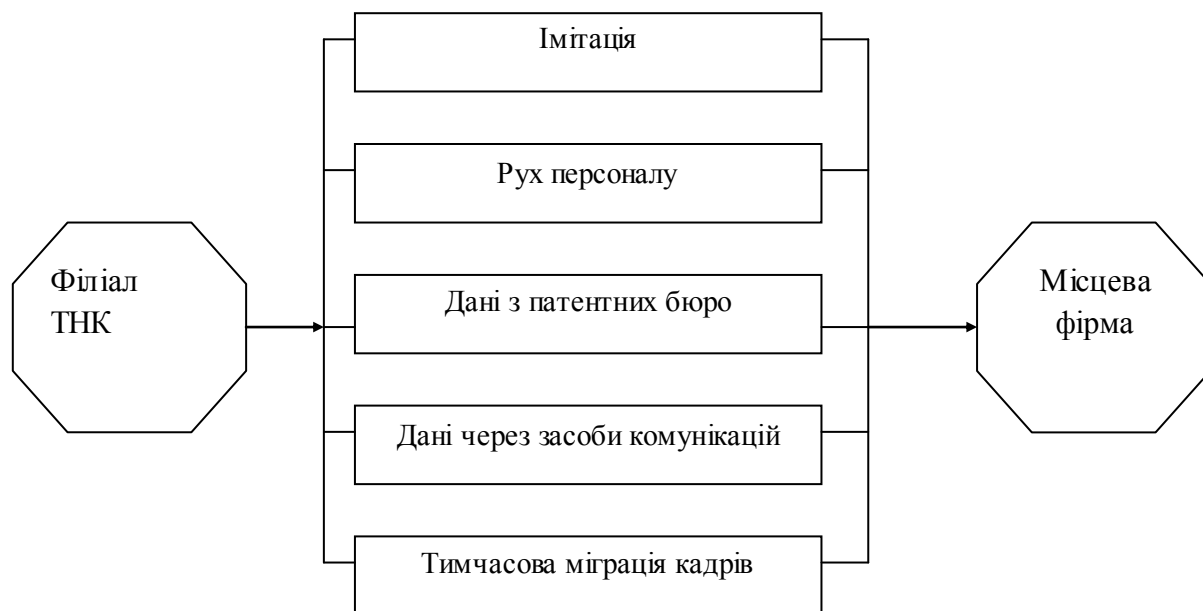 Імітація
Рух персоналу
Філіал
ТНК
Дані з патентних бюро
Місцева
фірма
Дані через засоби комунікацій
Тимчасова міграція кадрів